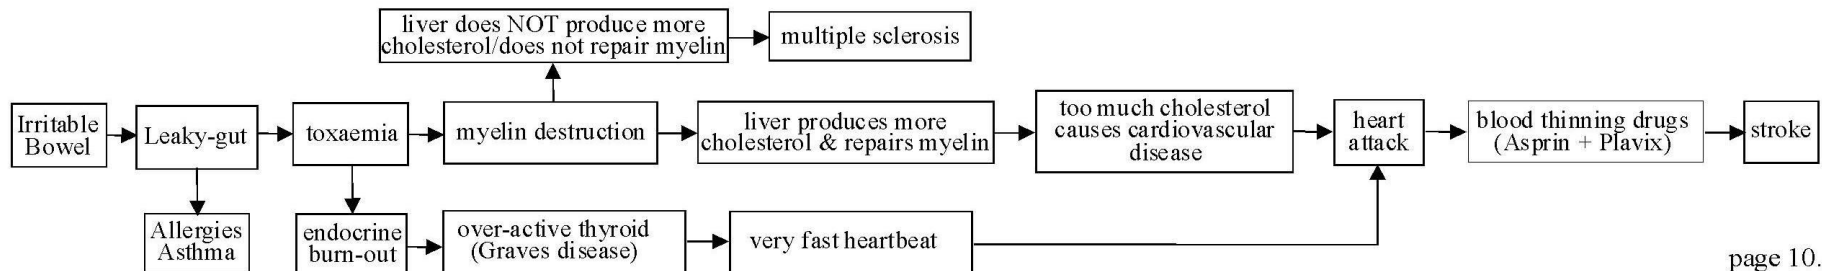 liver does NOT produce more
cholesterol/does not repair myelin
multiple sclerosis
Irritable
Bowel
Leaky-gut
toxaemia
myelin destruction
liver produces more
cholesterol & repairs myelin
too much cholesterol
causes cardiovascular
disease
heart
attack
blood thinning drugs
(Asprin + Plavix)
stroke
Allergies
Asthma
endocrine
burn-out
over-active thyroid
(Graves disease)
very fast heartbeat
page 10.